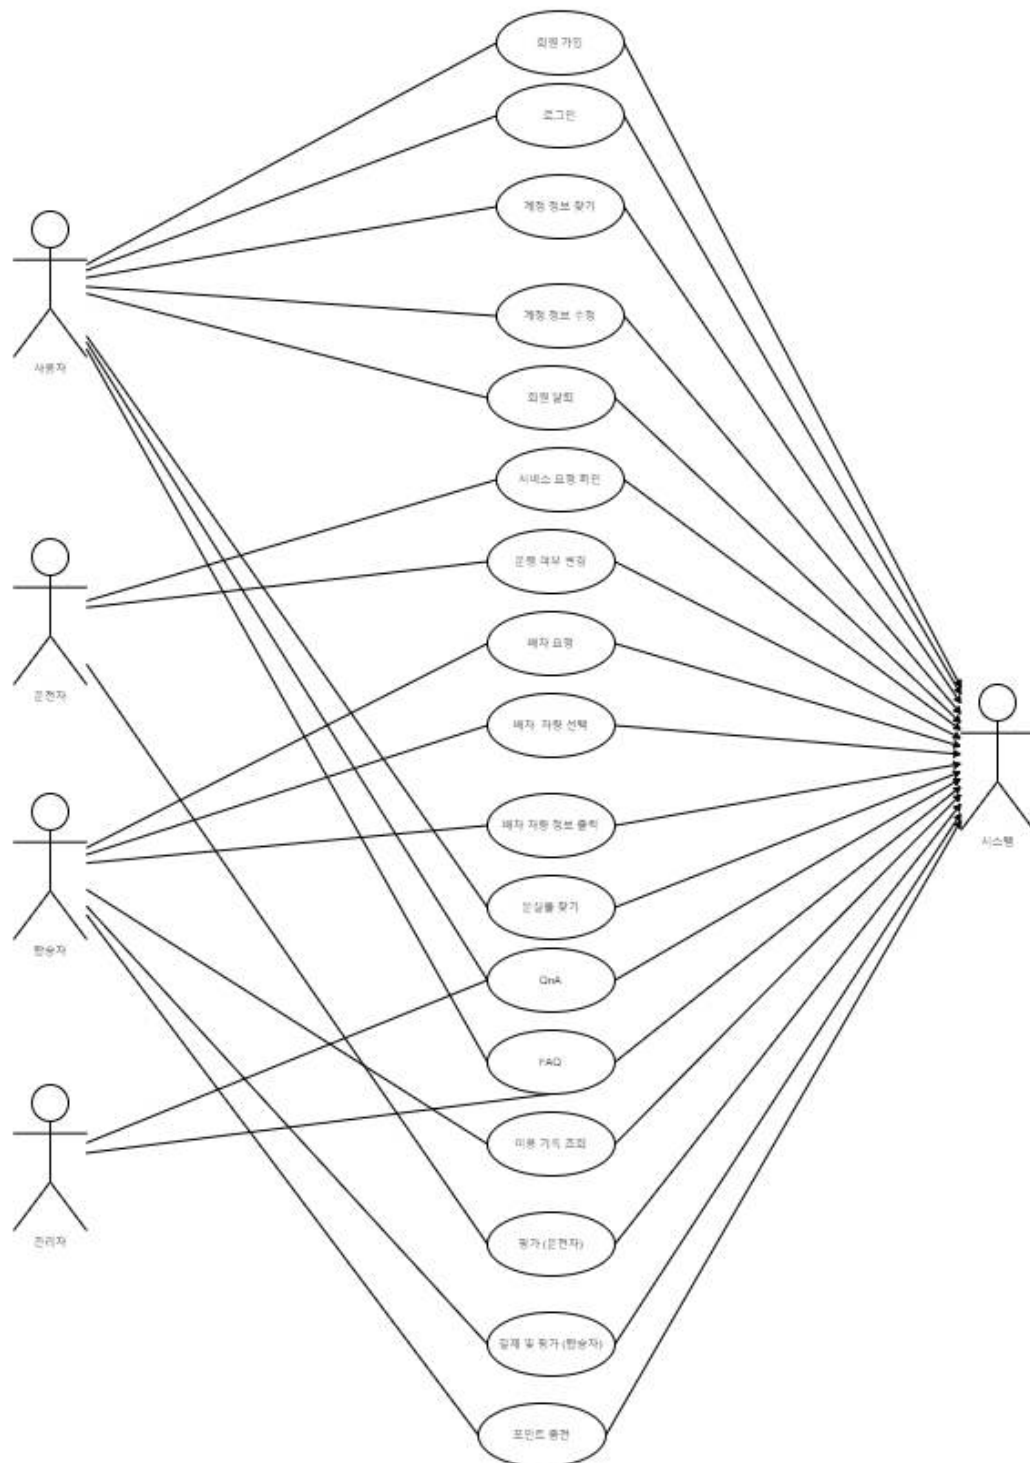 회원 가입
로그인
계정 정보 찾기
계정 정보 수정
사용자
회원 탈퇴
서비스 요청 확인
운행 여부 변경
운전자
배차 요청
배차 차량 선택
배차 차량 정보 출력
시스템
분실물 찾기
탑승자
QnA
FAQ
이용 기록 조회
관리자
평가 (운전자)
결제 및 평가 (탑승자)
포인트 충전